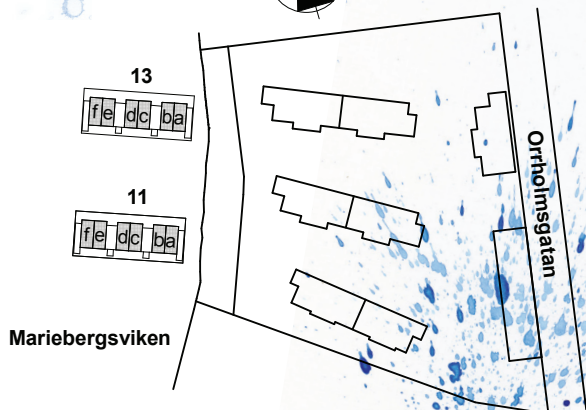 13
f e d c b a
11
f e d c b a
Mariebergsviken
Orrholmsgatan